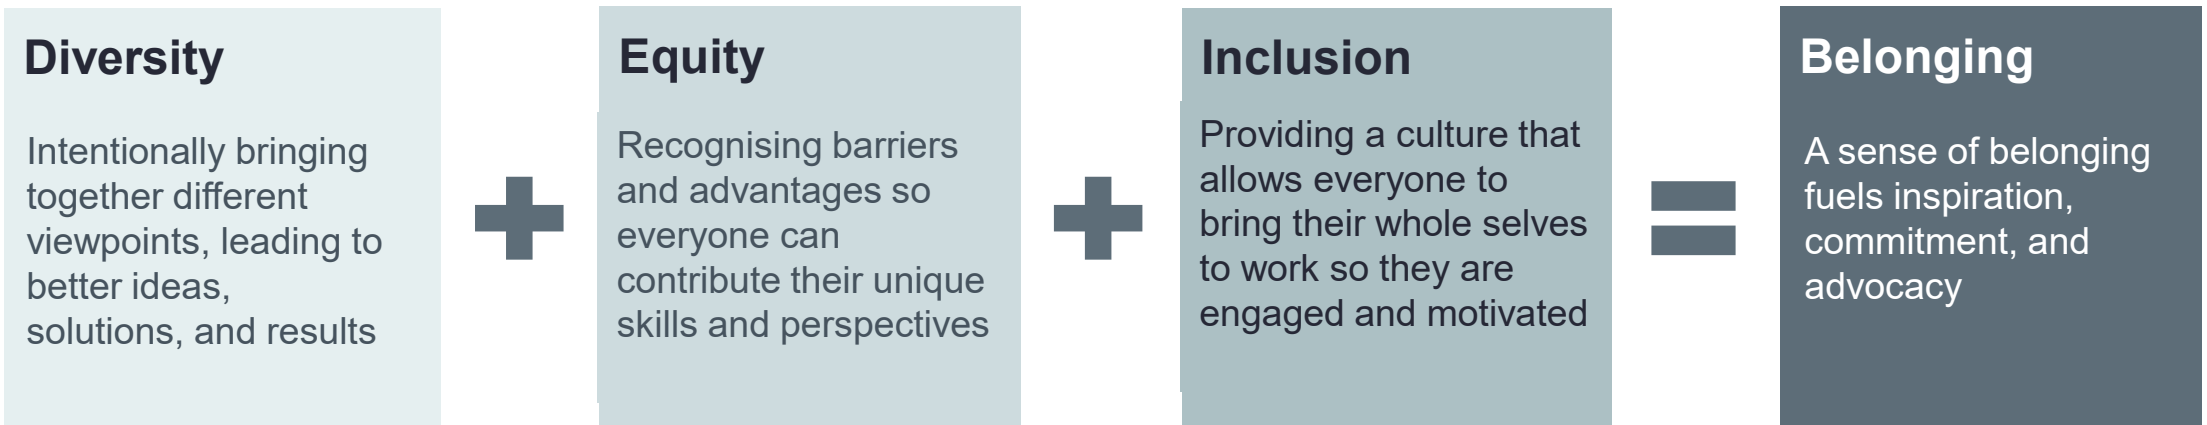 Diversity
Intentionally bringing
together different
viewpoints, leading to
better ideas,
solutions, and results
Equity
Recognising barriers
and advantages so
everyone can
contribute their unique
skills and perspectives
Inclusion
Providing a culture that
allows everyone to
bring their whole selves
to work so they are
engaged and motivated
Belonging
A sense of belonging
fuels inspiration,
commitment, and
advocacy